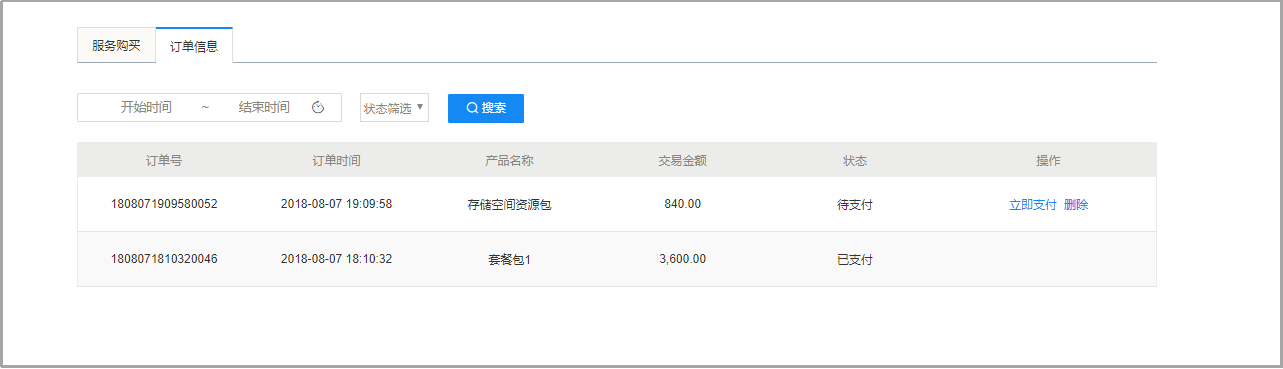 服务购买 订单信息
开始时间 ~ 结束时间 状态筛选 搜索
订单号 订单时间 产品名称 交易金额 状态 操作
1808071909580052 2018-08-07 19:09:58 存储空间资源包 840.00 待支付 立即支付 删除
1808071810320046 2018-08-07 18:10:32 套餐包1 3,600.00 已支付